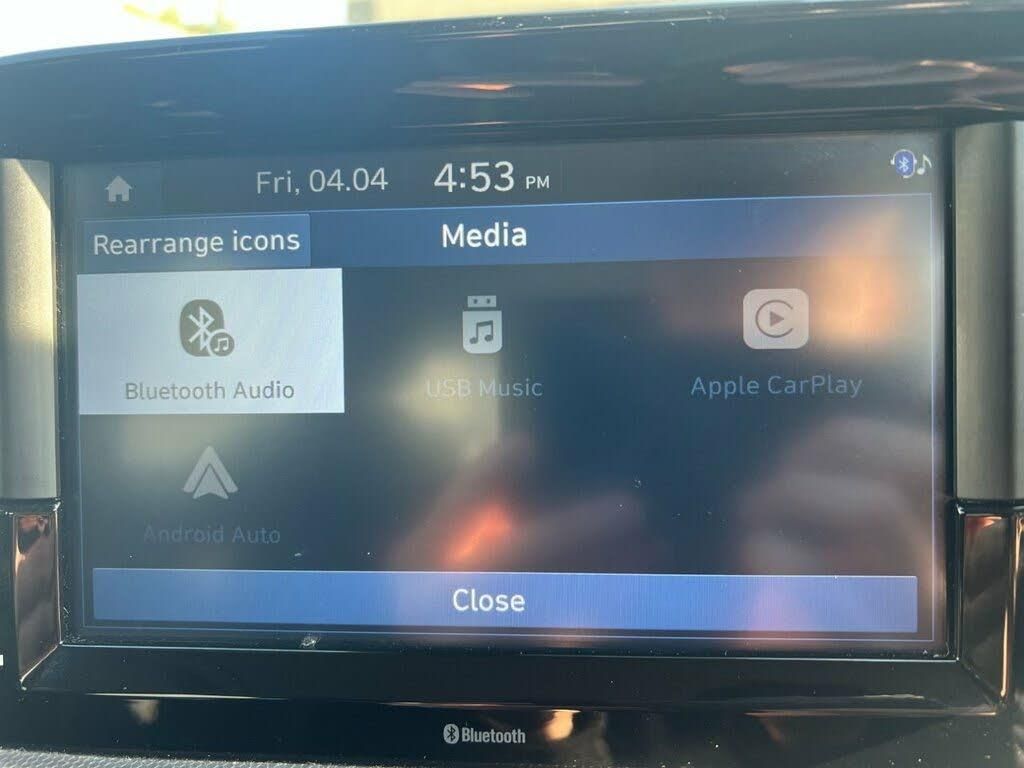 Fri, 04.04 4:53 PM
Rearrange icons Media
Bluetooth Audio USB Music Apple CarPlay
Android Auto
Close
Bluetooth